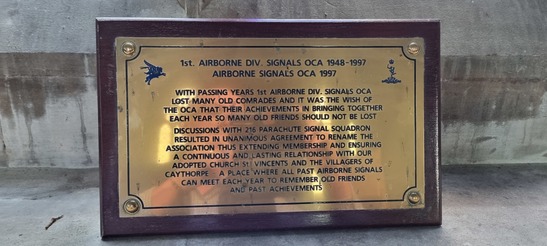 1st. AIRBORNE DIV. SIGNALS OCA 1948-1997
AIRBORNE SIGNALS OCA 1997
WITH PASSING YEARS 1st AIRBORNE DIV. SIGNALS OCA
LOST MANY OLD COMRADES AND IT WAS THE WISH OF
THE OCA THAT THEIR ACHIEVEMENTS IN BRINGING TOGETHER
EACH YEAR SO MANY OLD FRIENDS SHOULD NOT BE LOST
DISCUSSIONS WITH 216 PARACHUTE SIGNAL SQUADRON
RESULTED IN UNANIMOUS AGREEMENT TO RENAME THE
ASSOCIATION THUS EXTENDING MEMBERSHIP AND ENSURING
A CONTINUOUS AND LASTING RELATIONSHIP WITH OUR
ADOPTED CHURCH St VINCENTS AND THE VILLAGERS OF
CAYTHORPE A PLACE WHERE ALL PAST AIRBORNE SIGNALS
CAN MEET EACH YEAR TO REMEMBER OLD FRIENDS
AND PAST ACHIEVEMENTS